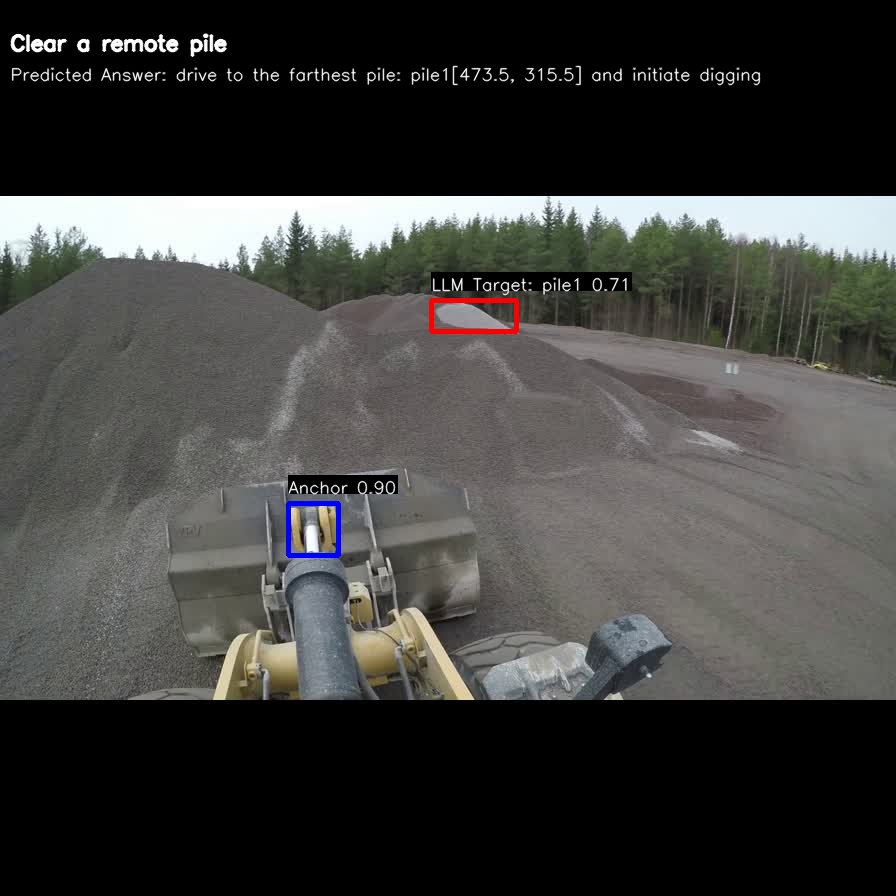 Clear a remote pile
Predicted Answer: drive to the farthest pile: pile1[473.5, 315.5] and initiate digging
LLM Target: pile1 0.71
Anchor 0.90